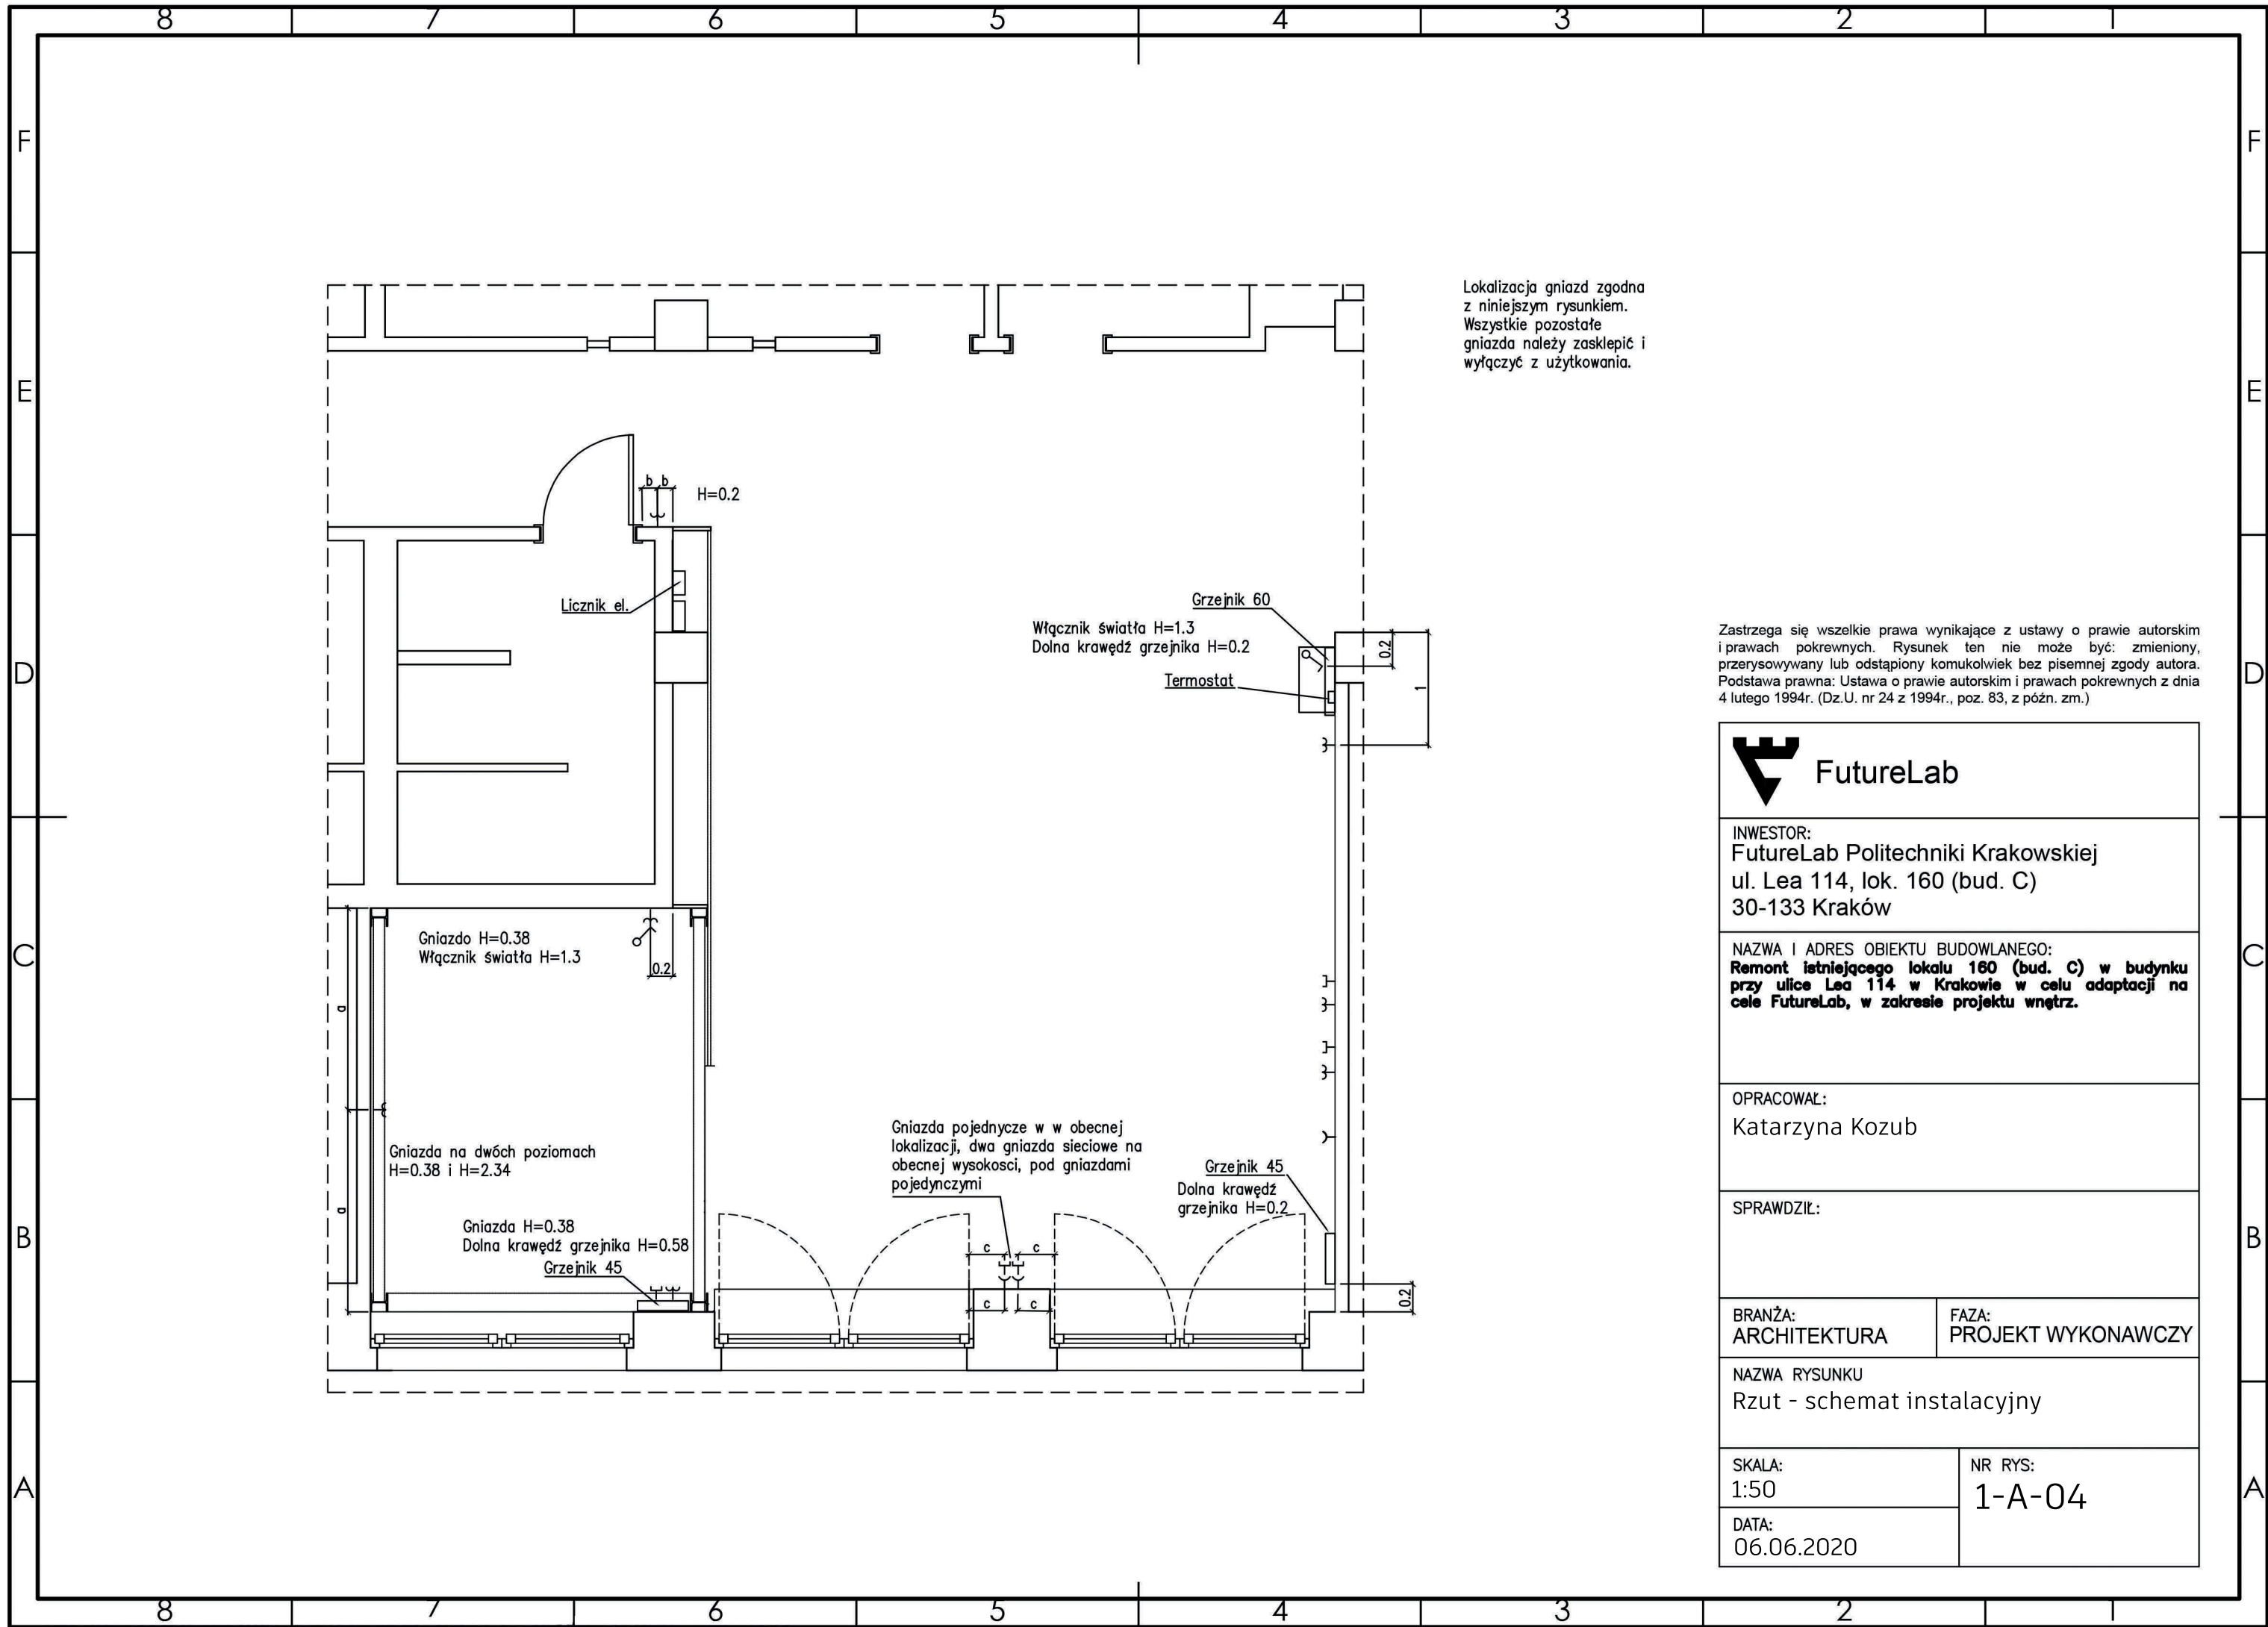 8 7 6 5 4 3 2 1
F
F
Lokalizacja gniazd zgodna
z niniejszym rysunkiem.
Wszystkie pozostałe
gniazda należy zasklepić i
wyłączyć z użytkowania.
E
E
b b
H=0.2
Licznik el.
Grzejnik 60
Włącznik światła H=1.3
Dolna krawędź grzejnika H=0.2
Termostat
0.2
1
D
D
Zastrzega się wszelkie prawa wynikające z ustawy o prawie autorskim
i prawach pokrewnych. Rysunek ten nie może być: zmieniony,
przerysowywany lub odstąpiony komukolwiek bez pisemnej zgody autora.
Podstawa prawna: Ustawa o prawie autorskim i prawach pokrewnych z dnia
4 lutego 1994r. (Dz.U. nr 24 z 1994r., poz. 83, z późn. zm.)
FutureLab
INWESTOR:
FutureLab Politechniki Krakowskiej
ul. Lea 114, lok. 160 (bud. C)
30-133 Kraków
NAZWA I ADRES OBIEKTU BUDOWLANEGO:
Remont istniejącego lokalu 160 (bud. C) w budynku
przy ulice Lea 114 w Krakowie w celu adaptacji na
cele FutureLab, w zakresie projektu wnętrz.
C
C
Gniazdo H=0.38
Włącznik światła H=1.3
0.2
a
a
Gniazda na dwóch poziomach
H=0.38 i H=2.34
Gniazda H=0.38
Dolna krawędź grzejnika H=0.58
Grzejnik 45
Gniazda pojednycze w w obecnej
lokalizacji, dwa gniazda sieciowe na
obecnej wysokosci, pod gniazdami
pojedynczymi
Grzejnik 45
Dolna krawędź
grzejnika H=0.2
c c
c c
0.2
B
B
OPRACOWAŁ:
Katarzyna Kozub
SPRAWDZIŁ:
BRANŻA:
ARCHITEKTURA
FAZA:
PROJEKT WYKONAWCZY
NAZWA RYSUNKU
Rzut - schemat instalacyjny
SKALA:
1:50
NR RYS:
1-A-04
DATA:
06.06.2020
A
A
8 7 6 5 4 3 2 1